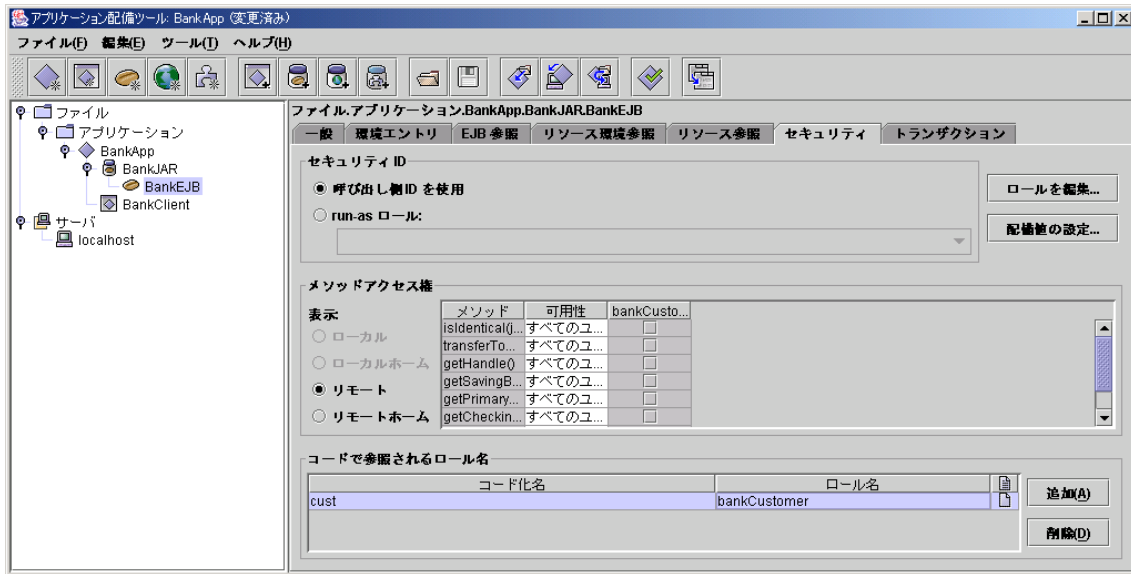 アプリケーション配備ツール: BankApp (変更済み)
ファイル(F) 編集(E) ツール(T) ヘルプ(H)
ファイル
アプリケーション
BankApp
BankJAR
BankEJB
BankClient
サーバ
localhost
ファイル.アプリケーション.BankApp.BankJAR.BankEJB
一般 環境エントリ EJB 参照 リソース環境参照 リソース参照 セキュリティ トランザクション
セキュリティ ID
呼び出し側ID を使用
run-as ロール:
ロールを編集...
配備値の設定...
メソッドアクセス権
表示:
ローカル
ローカルホーム
リモート
リモートホーム
メソッド 可用性 bankCusto...
isIdentical(j... すべてのユ...
transferTo... すべてのユ...
getHandle() すべてのユ...
getSavingB... すべてのユ...
getPrimary... すべてのユ...
getCheckin... すべてのユ...
コードで参照されるロール名
コード化名 ロール名
cust bankCustomer
追加(A)
削除(D)